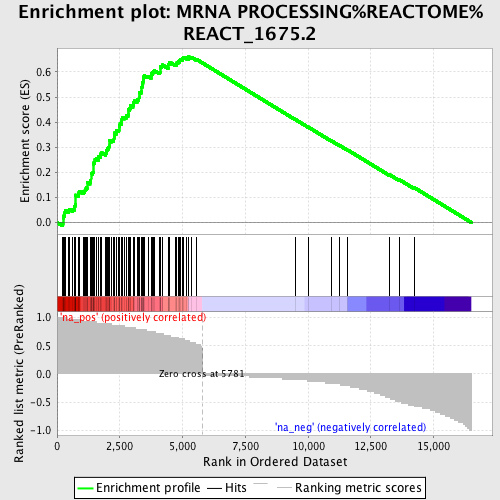 Enrichment plot: MRNA PROCESSING%REACTOME%
REACT_1675.2
Enrichment score (ES)
0.6
0.5
0.4
0.3
0.2
0.1
0.0
'na_pos' (positively correlated)
Ranked list metric (PreRanked)
1.0
0.5
0.0
-0.5
-1.0
Zero cross at 5781
'na_neg' (negatively correlated)
0
2,500
5,000
7,500
10,000
12,500
15,000
Rank in Ordered Dataset
Enrichment profile
Hits
Ranking metric scores